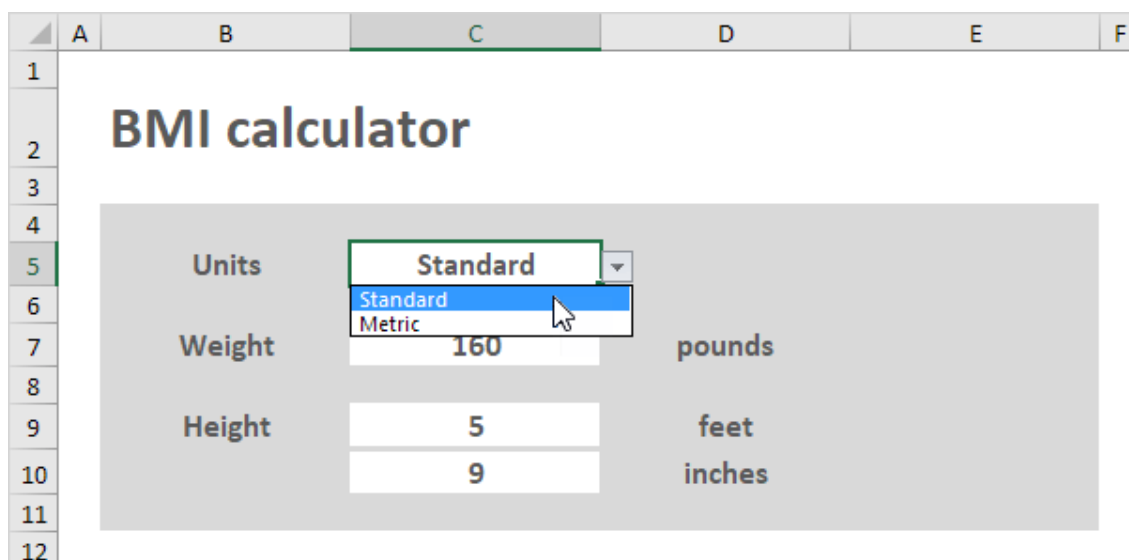 A B C D E F
1
2 BMI calculator
3
4
5 Units Standard
6 Standard
Metric
7 Weight 160 pounds
8
9 Height 5 feet
10 9 inches
11
12